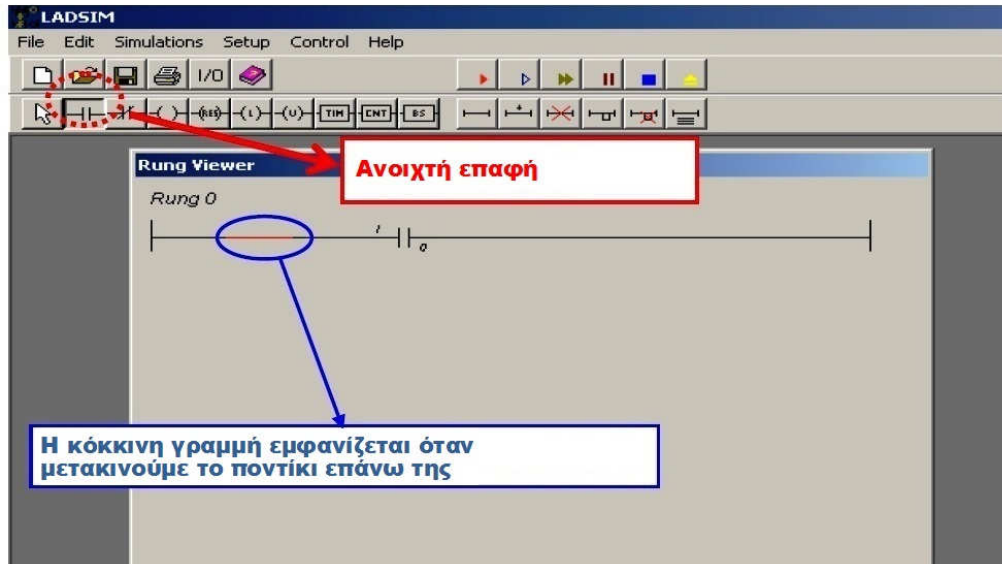 LADSIM
File Edit Simulations Setup Control Help
I/O
(RES) (L) (U) TIM CNT BS
Rung Viewer
Ανοιχτή επαφή
Rung 0
I
0
Η κόκκινη γραμμή εμφανίζεται όταν
μετακινούμε το ποντίκι επάνω της